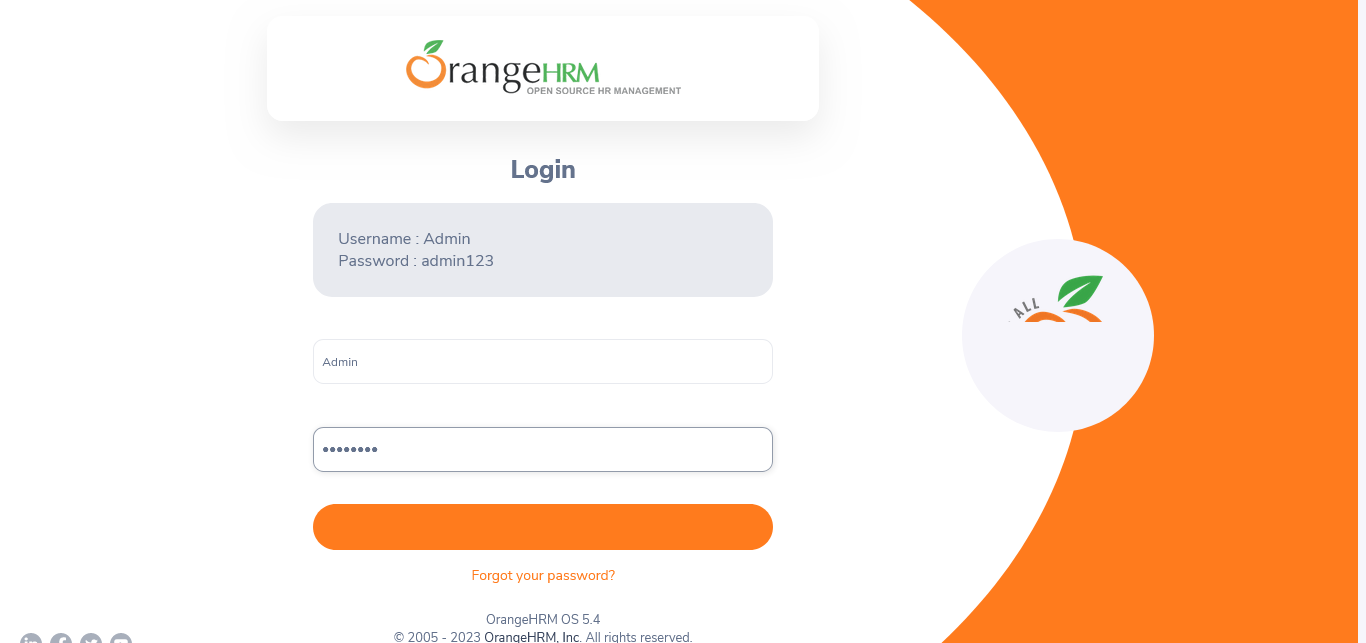 OrangeHRM
OPEN SOURCE HR MANAGEMENT
Login
Username : Admin
Password : admin123
Admin
••••••••
Forgot your password?
OrangeHRM OS 5.4
© 2005 - 2023 OrangeHRM, Inc. All rights reserved.
ALL